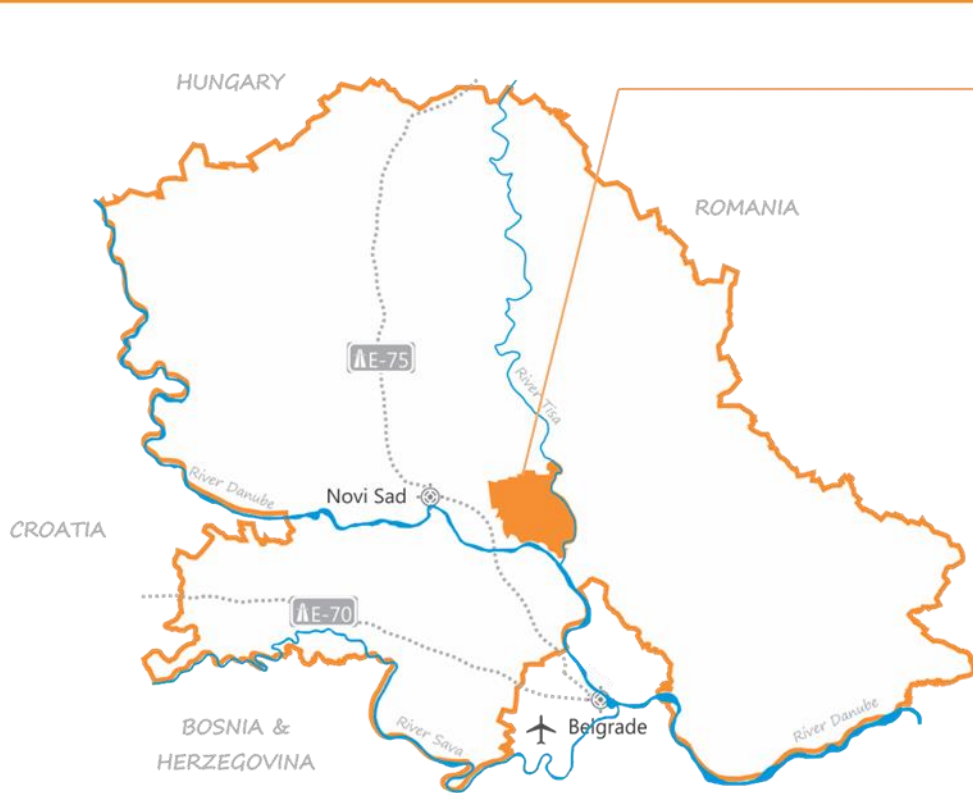 HUNGARY
ROMANIA
E-75
River Tisa
River Danube
Novi Sad
CROATIA
E-70
BOSNIA &
HERZEGOVINA
River Sava
Belgrade
River Danube